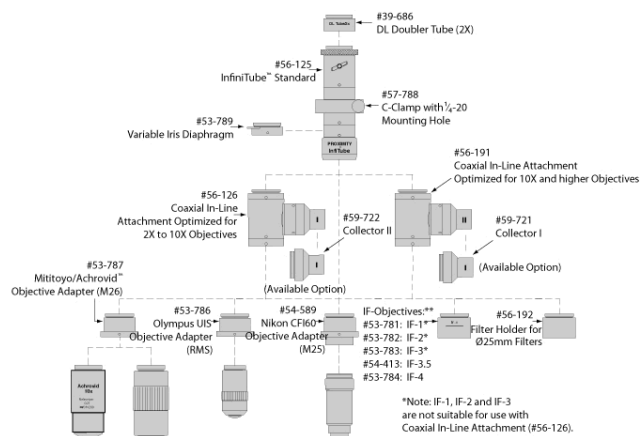 #39-686
DL Doubler Tube (2X)
DL Tube2x
#56-125
InfiniTube™ Standard
#57-788
C-Clamp with ¼-20
Mounting Hole
#53-789
Variable Iris Diaphragm
PROXIMITY
InfiTube
#56-191
Coaxial In-Line Attachment
Optimized for 10X and higher Objectives
#56-126
Coaxial In-Line
Attachment Optimized for
2X to 10X Objectives
I
II
#59-722
Collector II
#59-721
Collector I
II
I
(Available Option)
(Available Option)
#53-787
Mititoyo/Achrovid™
Objective Adapter (M26)
#53-786
Olympus UIS
Objective Adapter
(RMS)
#54-589
Nikon CFI60
Objective Adapter
(M25)
IF-Objectives:**
#53-781: IF-1*
#53-782: IF-2*
#53-783: IF-3*
#54-413: IF-3.5
#53-784: IF-4
#56-192
Filter Holder for
Ø25mm Filters
Achrovid
*Note: IF-1, IF-2 and IF-3
are not suitable for use with
Coaxial In-Line Attachment (#56-126).